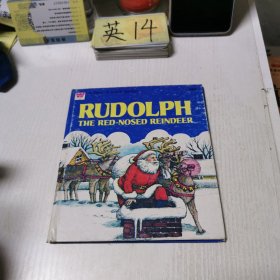 英14
RUDOLPH
THE RED-NOSED REINDEER